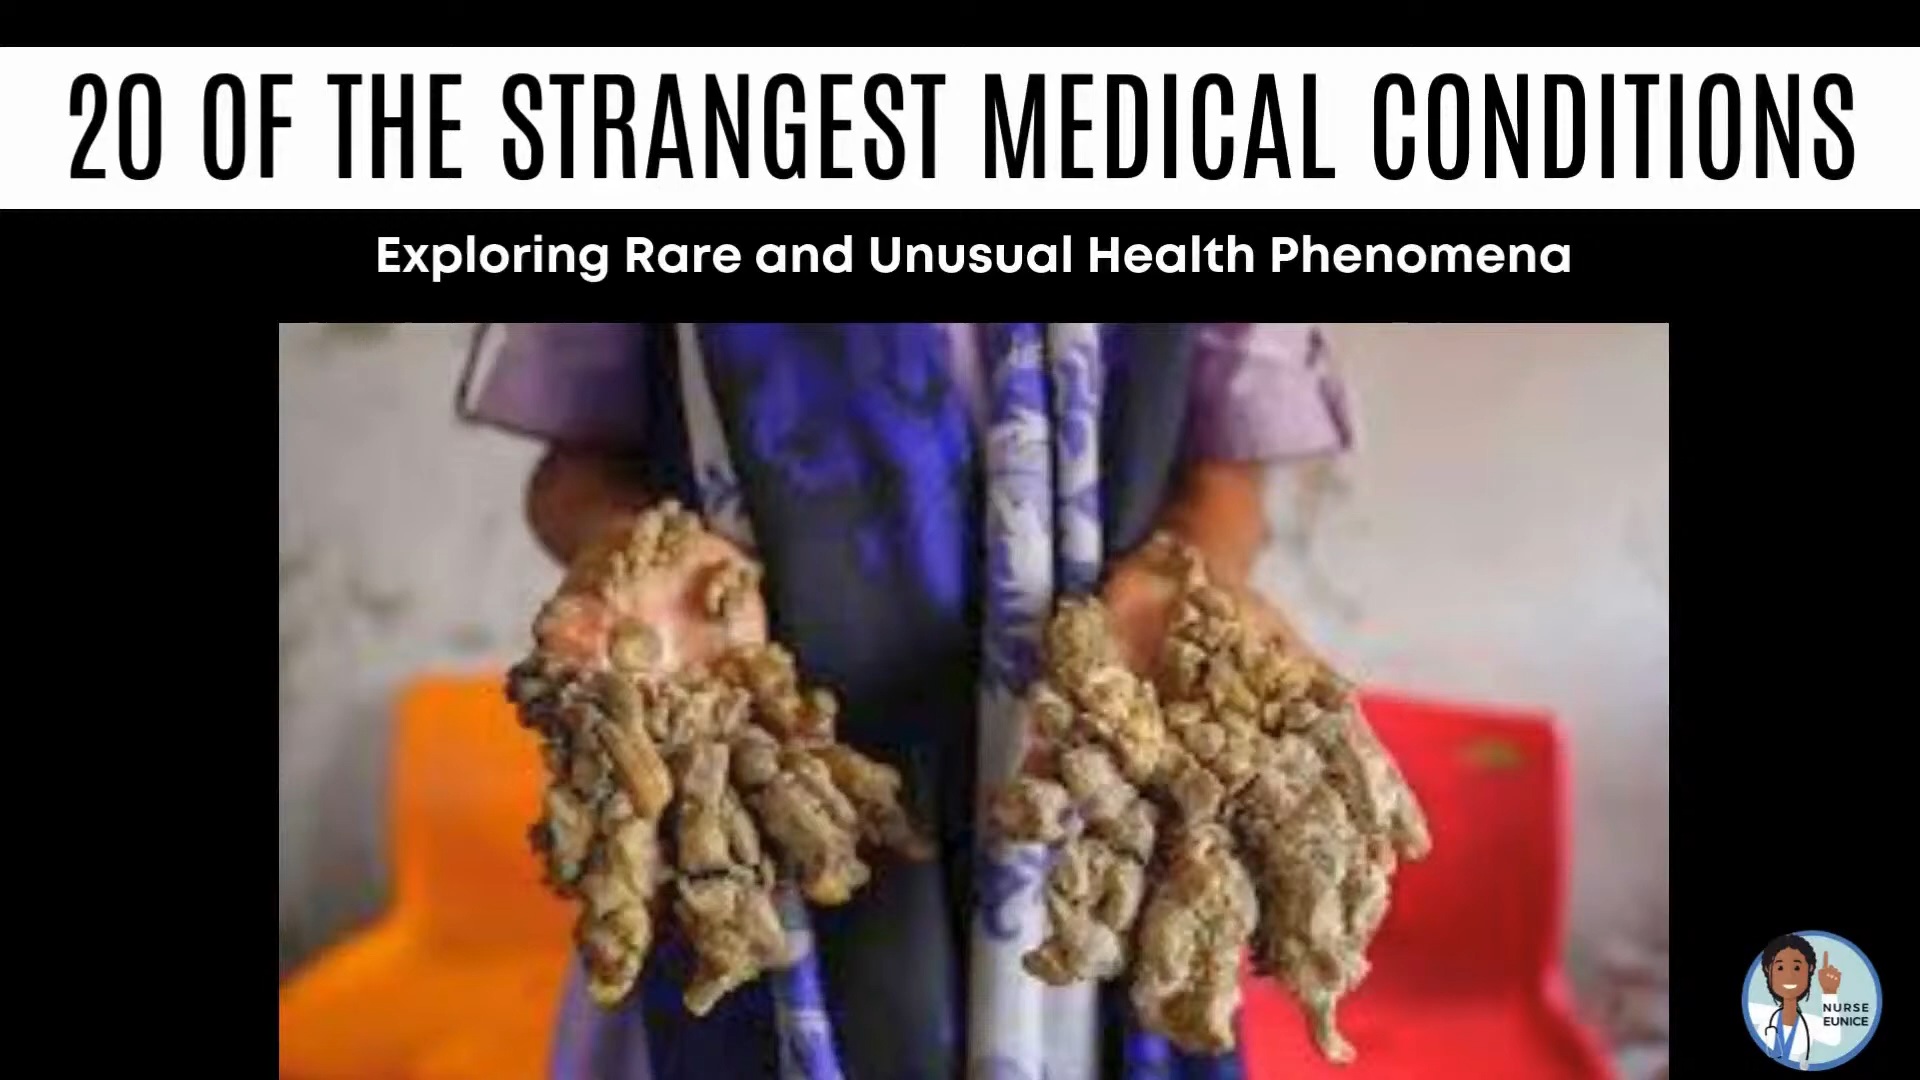 20 OF THE STRANGEST MEDICAL CONDITIONS
Exploring Rare and Unusual Health Phenomena
NURSE
EUNICE